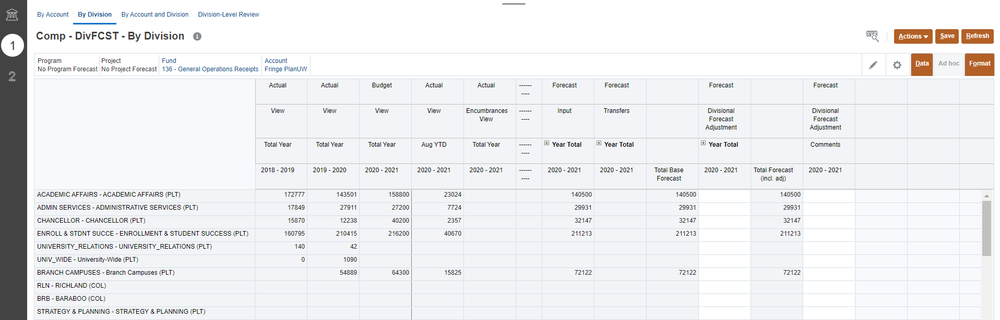 By Account By Division By Account and Division Division-Level Review
1
Comp - DivFCST - By Division i
Actions Save Refresh
2
Program Project Fund Account
No Program Forecast No Project Forecast 136 - General Operations Receipts Fringe PlanUW
Data Ad hoc Format
Actual Actual Budget Actual Actual ---------- Forecast Forecast Forecast Forecast
View View View View Encumbrances View ---------- Input Transfers Divisional Forecast Adjustment Divisional Forecast Adjustment
Total Year Total Year Total Year Aug YTD Total Year ---------- Year Total Year Total Year Total Comments
2018 - 2019 2019 - 2020 2020 - 2021 2020 - 2021 2020 - 2021 ---------- 2020 - 2021 2020 - 2021 Total Base Forecast 2020 - 2021 Total Forecast (incl. adj) 2020 - 2021
ACADEMIC AFFAIRS - ACADEMIC AFFAIRS (PLT) 172777 143501 158800 23024 140500 140500 140500
ADMIN SERVICES - ADMINISTRATIVE SERVICES (PLT) 17849 27911 27200 7724 29931 29931 29931
CHANCELLOR - CHANCELLOR (PLT) 15870 12238 40200 2357 32147 32147 32147
ENROLL & STDNT SUCCE - ENROLLMENT & STUDENT SUCCESS (PLT) 160795 210415 216200 40670 211213 211213 211213
UNIVERSITY_RELATIONS - UNIVERSITY_RELATIONS (PLT) 140 42
UNIV_WIDE - University-Wide (PLT) 0 1090
BRANCH CAMPUSES - Branch Campuses (PLT) 54889 64300 15825 72122 72122 72122
RLN - RICHLAND (COL)
BRB - BARABOO (COL)
STRATEGY & PLANNING - STRATEGY & PLANNING (PLT)